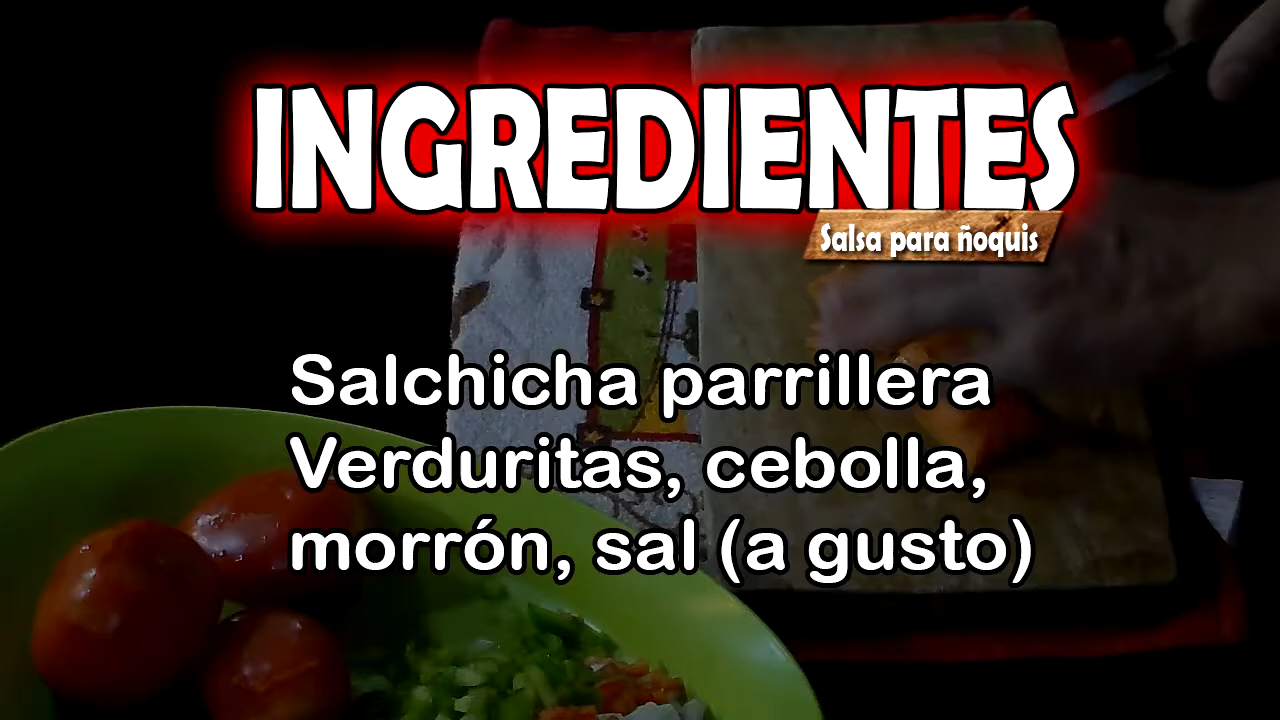 INGREDIENTES
Salsa para ñoquis
Salchicha parrillera
Verduritas, cebolla,
morrón, sal (a gusto)